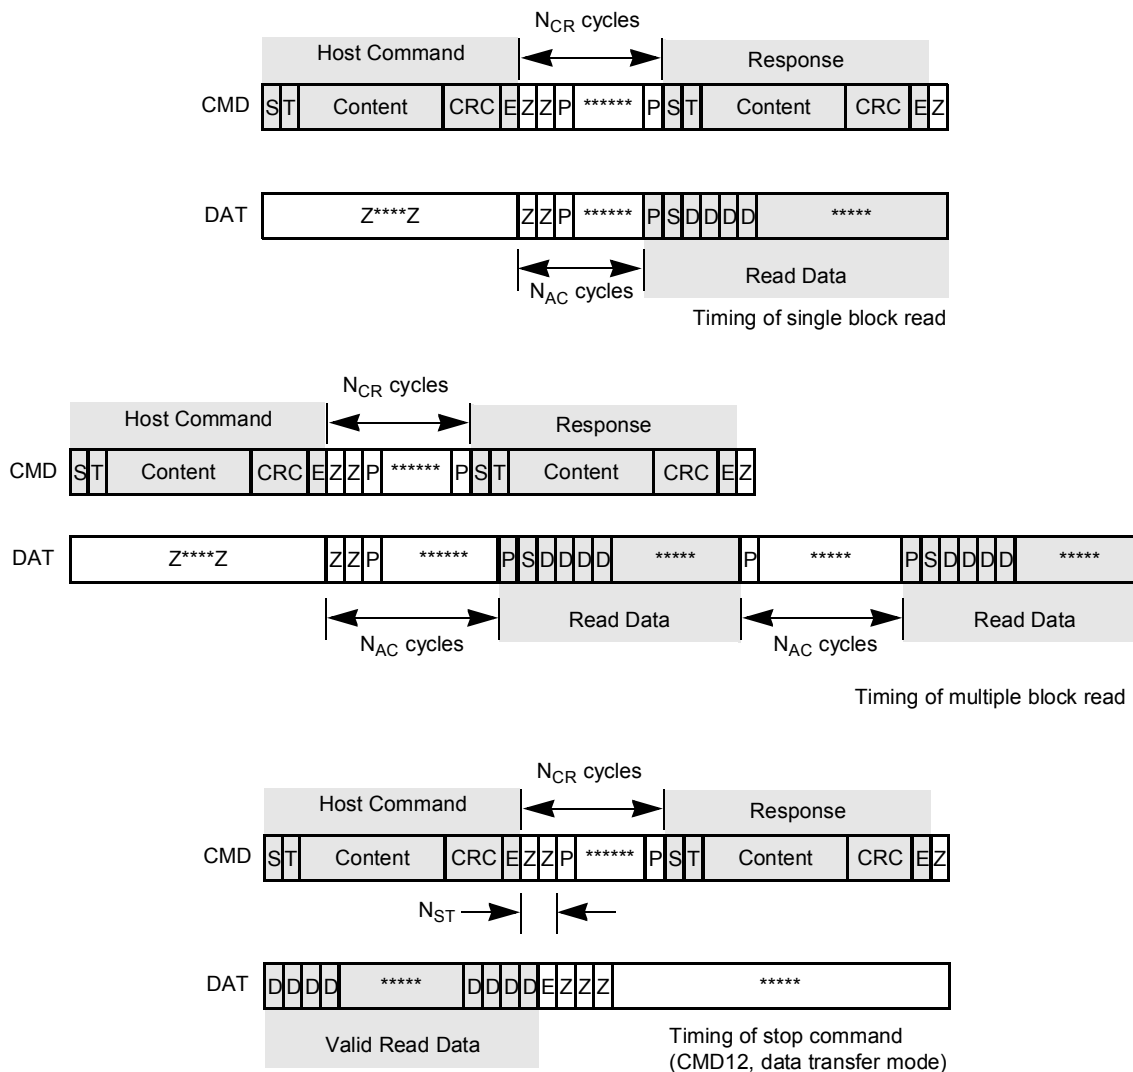 N_CR cycles
Host Command Response
CMD S T Content CRC E Z Z P ****** P S T Content CRC E Z
DAT Z****Z Z Z P ****** P S D D D D *****
N_AC cycles Read Data
Timing of single block read
N_CR cycles
Host Command Response
CMD S T Content CRC E Z Z P ****** P S T Content CRC E Z
DAT Z****Z Z Z P ****** P S D D D D ***** P ***** P S D D D D *****
N_AC cycles Read Data N_AC cycles Read Data
Timing of multiple block read
N_CR cycles
Host Command Response
CMD S T Content CRC E Z Z P ****** P S T Content CRC E Z
N_ST
DAT D D D D ***** D D D D E Z Z Z *****
Valid Read Data
Timing of stop command
(CMD12, data transfer mode)